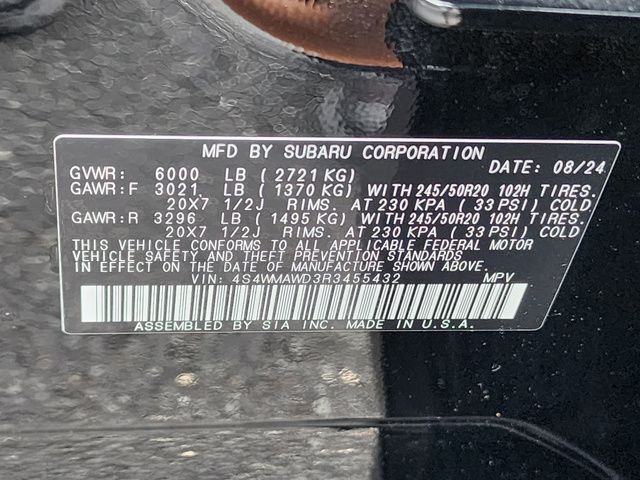 MFD BY SUBARU CORPORATION
DATE: 08/24
GVWR: 6000 LB ( 2721 KG)
GAWR:F 3021 LB ( 1370 KG) WITH 245/50R20 102H TIRES.
20X7 1/2J RIMS. AT 230 KPA ( 33 PSI) COLD
GAWR:R 3296 LB ( 1495 KG) WITH 245/50R20 102H TIRES.
20X7 1/2J RIMS. AT 230 KPA ( 33 PSI) COLD.
THIS VEHICLE CONFORMS TO ALL APPLICABLE FEDERAL MOTOR
VEHICLE SAFETY AND THEFT PREVENTION STANDARDS
IN EFFECT ON THE DATE OF MANUFACTURE SHOWN ABOVE.
VIN: 4S4WMAWD3R3455432 MPV
ASSEMBLED BY SIA INC. MADE IN U.S.A.